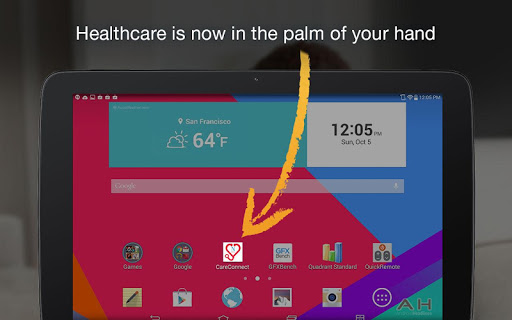 Healthcare is now in the palm of your hand
12:05 PM
San Francisco
64°F
12:05 PM
Sun, Oct 5
Google
Games
Google
CareConnect
GFXBench
Quadrant Standard
QuickRemote
GFX
Bench
AH